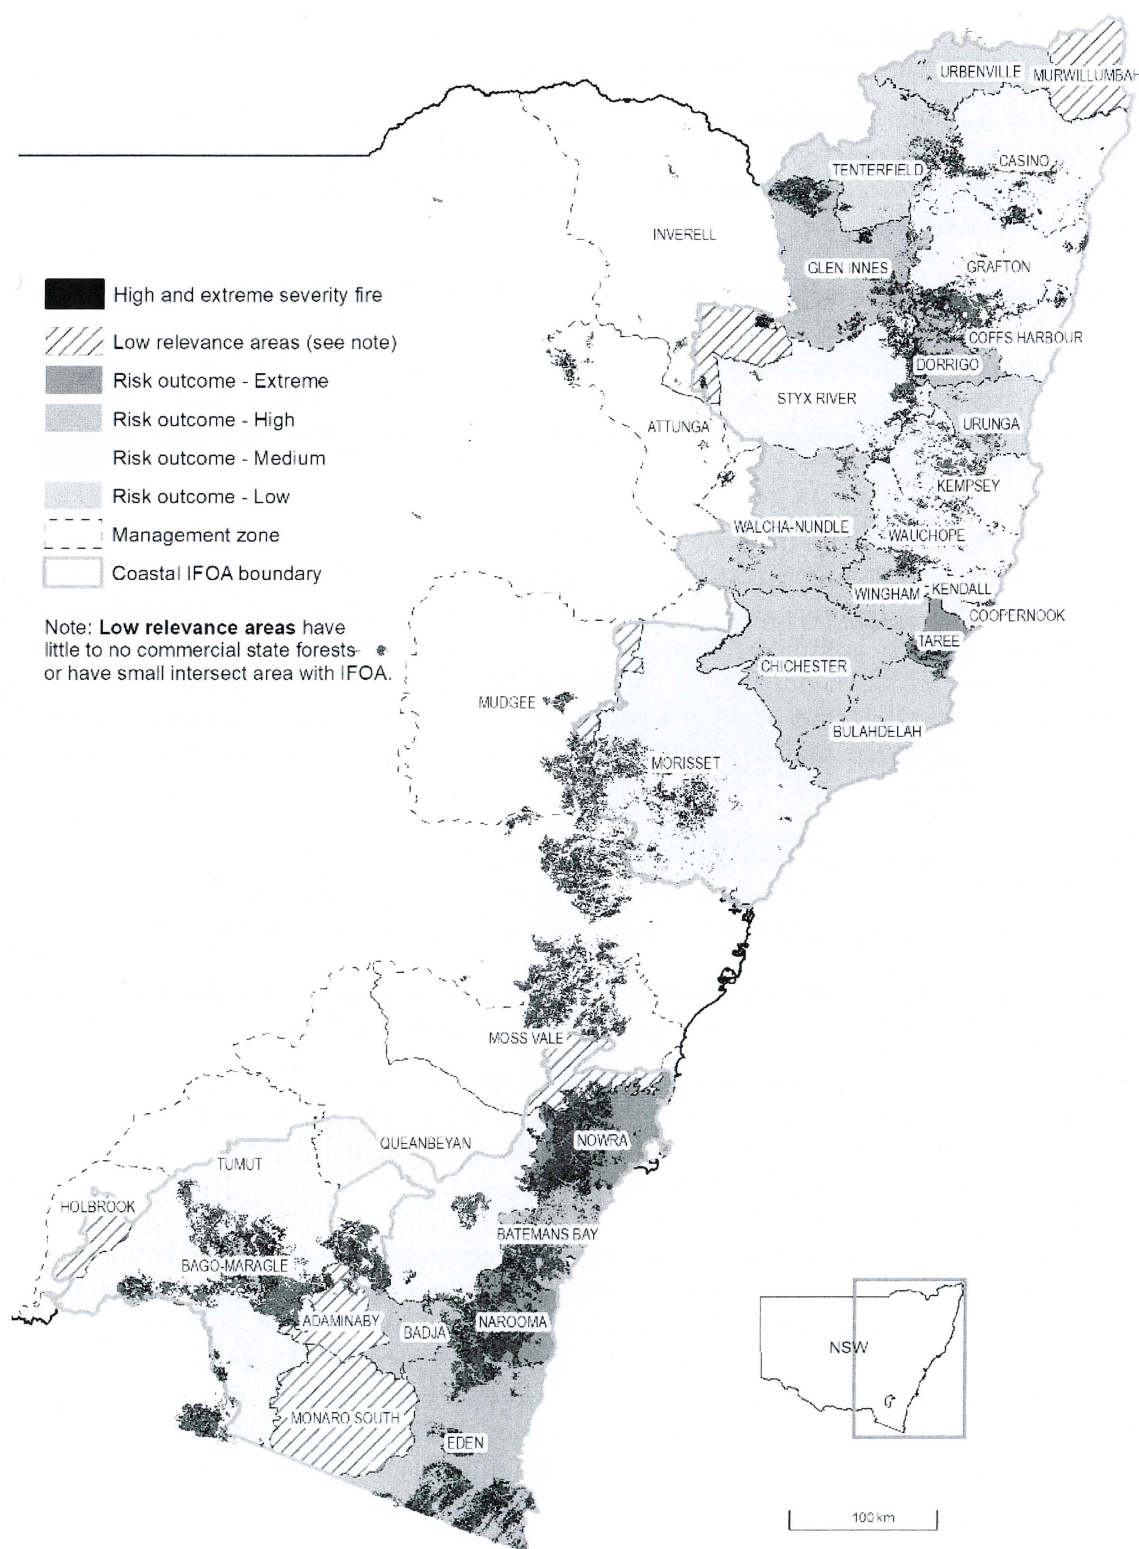 URBENVILLE
MURWILLUMBAH
CASINO
TENTERFIELD
INVERELL
GLEN INNES
GRAFTON
High and extreme severity fire
Low relevance areas (see note)
COFFS HARBOUR
DORRIGO
Risk outcome - Extreme
STYX RIVER
Risk outcome - High
ATTUNGA
URUNGA
Risk outcome - Medium
KEMPSEY
Risk outcome - Low
WALCHA-NUNDLE
WAUCHOPE
Management zone
Coastal IFOA boundary
WINGHAM
KENDALL
COOPERNOOK
Note: Low relevance areas have
little to no commercial state forests
or have small intersect area with IFOA.
TAREE
CHICHESTER
MUDGEE
BULAHDELAH
MORISSET
MOSS VALE
NOWRA
QUEANBEYAN
TUMUT
HOLBROOK
BATEMANS BAY
BAGO-MARAGLE
ADAMINABY
BADJA
NAROOMA
NSW
MONARO SOUTH
EDEN
100 km